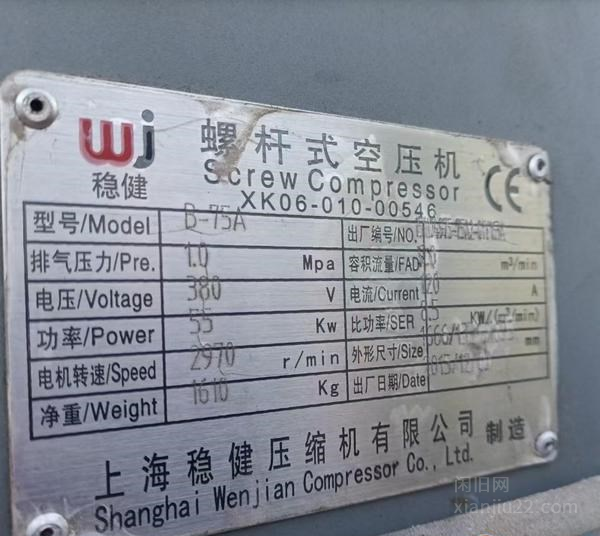 wj 螺杆式空压机
稳健 Screw Compressor
XK06-010-00546
CE
型号/Model B-75A 出厂编号/NO.
排气压力/Pre. 1.0 Mpa 容积流量/FAD m³/min
电压/Voltage 380 V 电流/Current 120 A
功率/Power 55 Kw 比功率/SER KW/(m³/min)
电机转速/Speed 2970 r/min 外形尺寸/Size mm
净重/Weight 1610 Kg 出厂日期/Date
上海稳健压缩机有限公司 制造
Shanghai Wenjian Compressor Co., Ltd.
闲旧网
xianjiu22.com